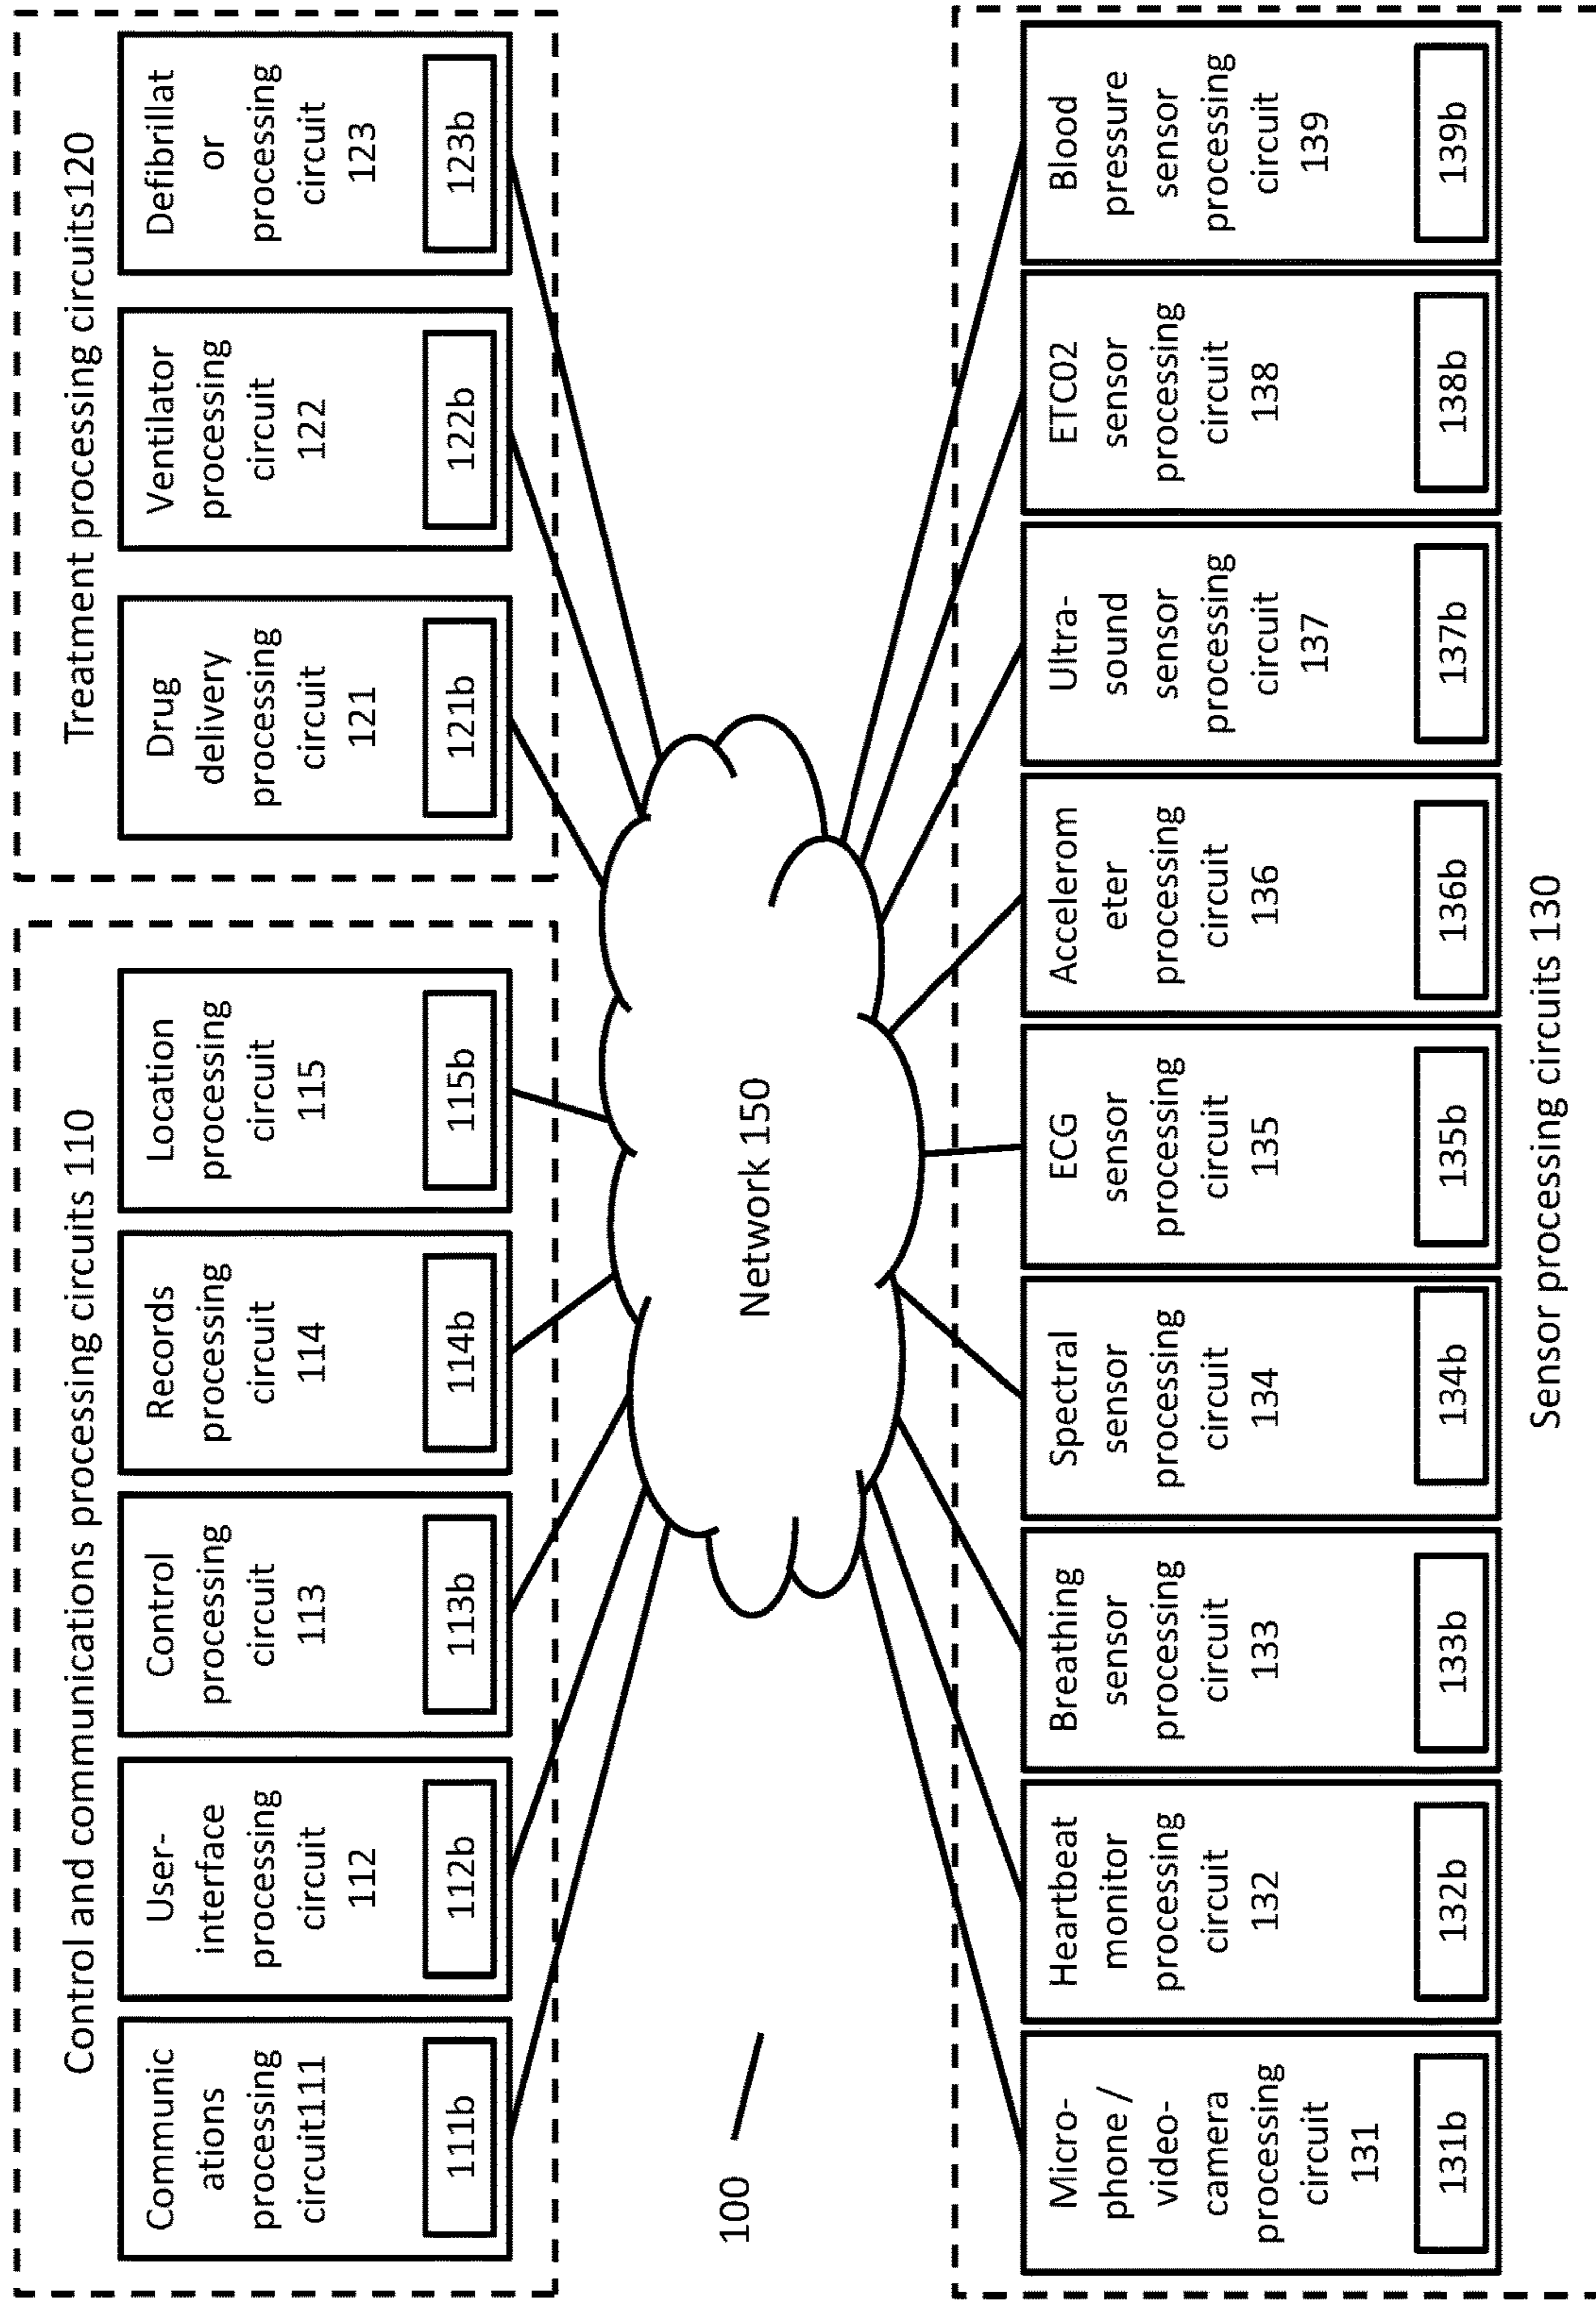 Control and communications processing circuits 110
Communic
ations
processing
circuit111
111b
User-
interface
processing
circuit
112
112b
Control
processing
circuit
113
113b
Records
processing
circuit
114
114b
Location
processing
circuit
115
115b
Treatment processing circuits120
Drug
delivery
processing
circuit
121
121b
Ventilator
processing
circuit
122
122b
Defibrillat
or
processing
circuit
123
123b
100
Network 150
Micro-
phone /
video-
camera
processing
circuit
131
131b
Heartbeat
monitor
processing
circuit
132
132b
Breathing
sensor
processing
circuit
133
133b
Spectral
sensor
processing
circuit
134
134b
ECG
sensor
processing
circuit
135
135b
Accelerom
eter
processing
circuit
136
136b
Ultra-
sound
sensor
processing
circuit
137
137b
ETC02
sensor
processing
circuit
138
138b
Blood
pressure
sensor
processing
circuit
139
139b
Sensor processing circuits 130